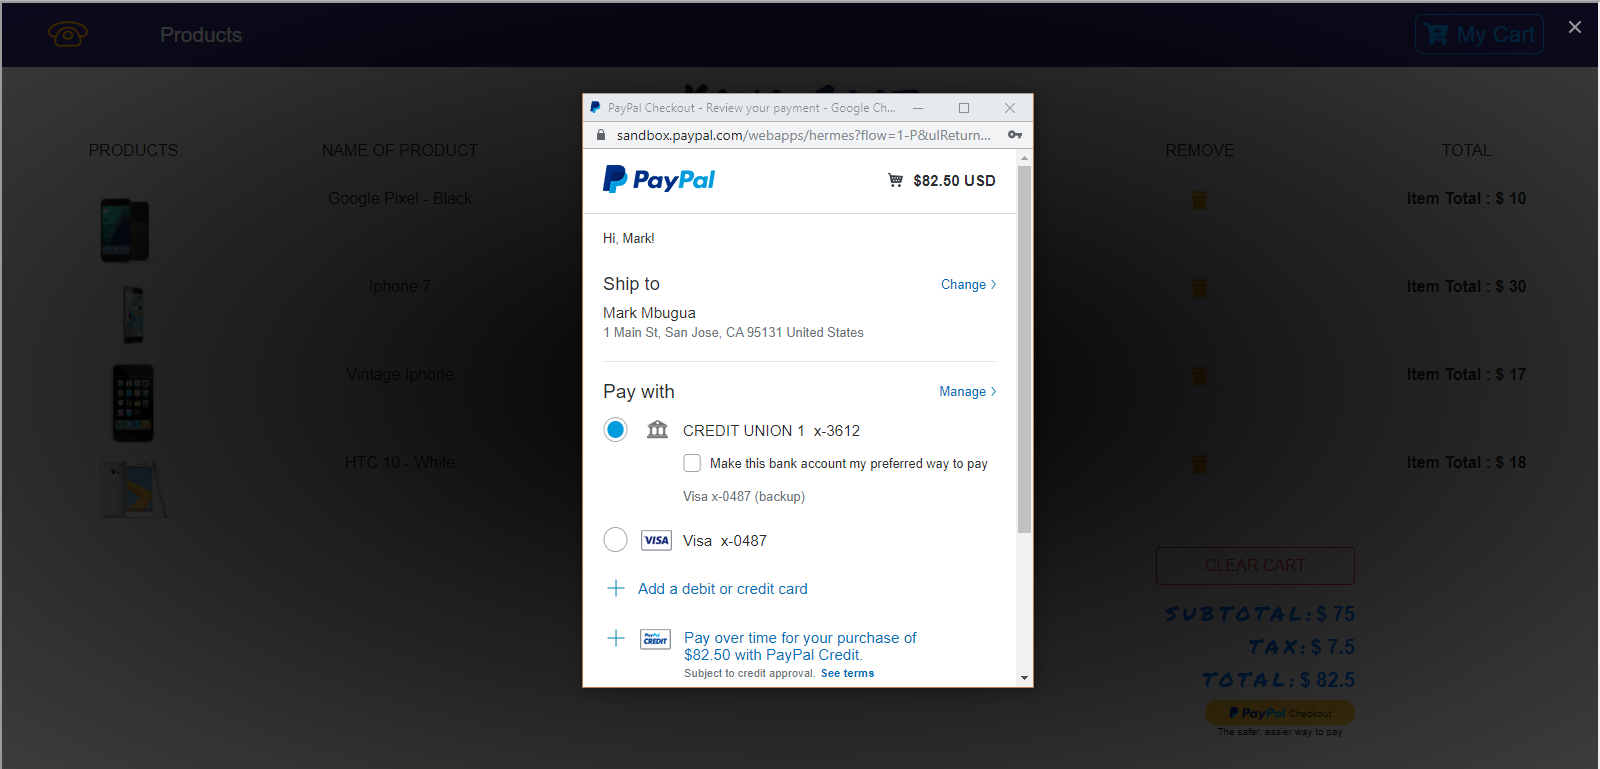 Products
My Cart
PayPal Checkout - Review your payment - Google Ch...
sandbox.paypal.com/webapps/hermes?flow=1-P&ulReturn...
PayPal
$82.50 USD
Hi, Mark!
Ship to
Change
Mark Mbugua
1 Main St, San Jose, CA 95131 United States
Pay with
Manage
CREDIT UNION 1 x-3612
Make this bank account my preferred way to pay
Visa x-0487 (backup)
VISA
Visa x-0487
Add a debit or credit card
PayPal
CREDIT
Pay over time for your purchase of
$82.50 with PayPal Credit.
Subject to credit approval. See terms
PRODUCTS
NAME OF PRODUCT
REMOVE
TOTAL
Google Pixel - Black
Item Total : $ 10
Iphone 7
Item Total : $ 30
Vintage Iphone
Item Total : $ 17
HTC 10 - White
Item Total : $ 18
CLEAR CART
SUBTOTAL: $ 75
TAX: $ 7.5
TOTAL: $ 82.5
PayPal Checkout
The safer, easier way to pay